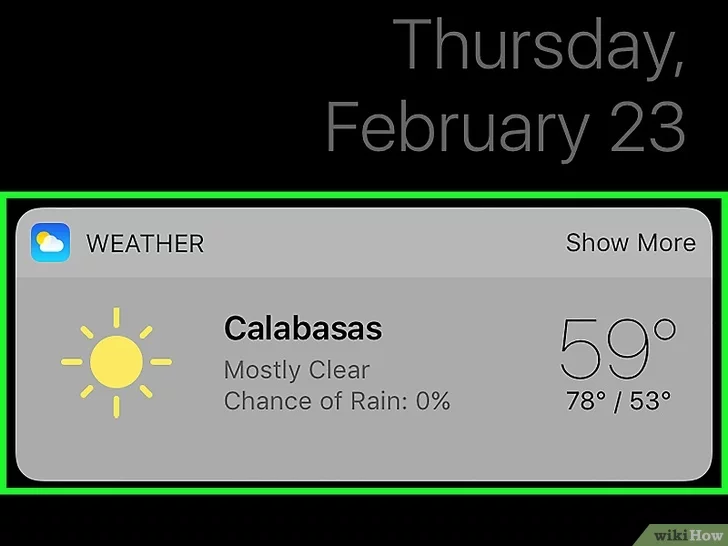 Thursday,
February 23
WEATHER
Show More
Calabasas
Mostly Clear
Chance of Rain: 0%
59°
78° / 53°
wikiHow